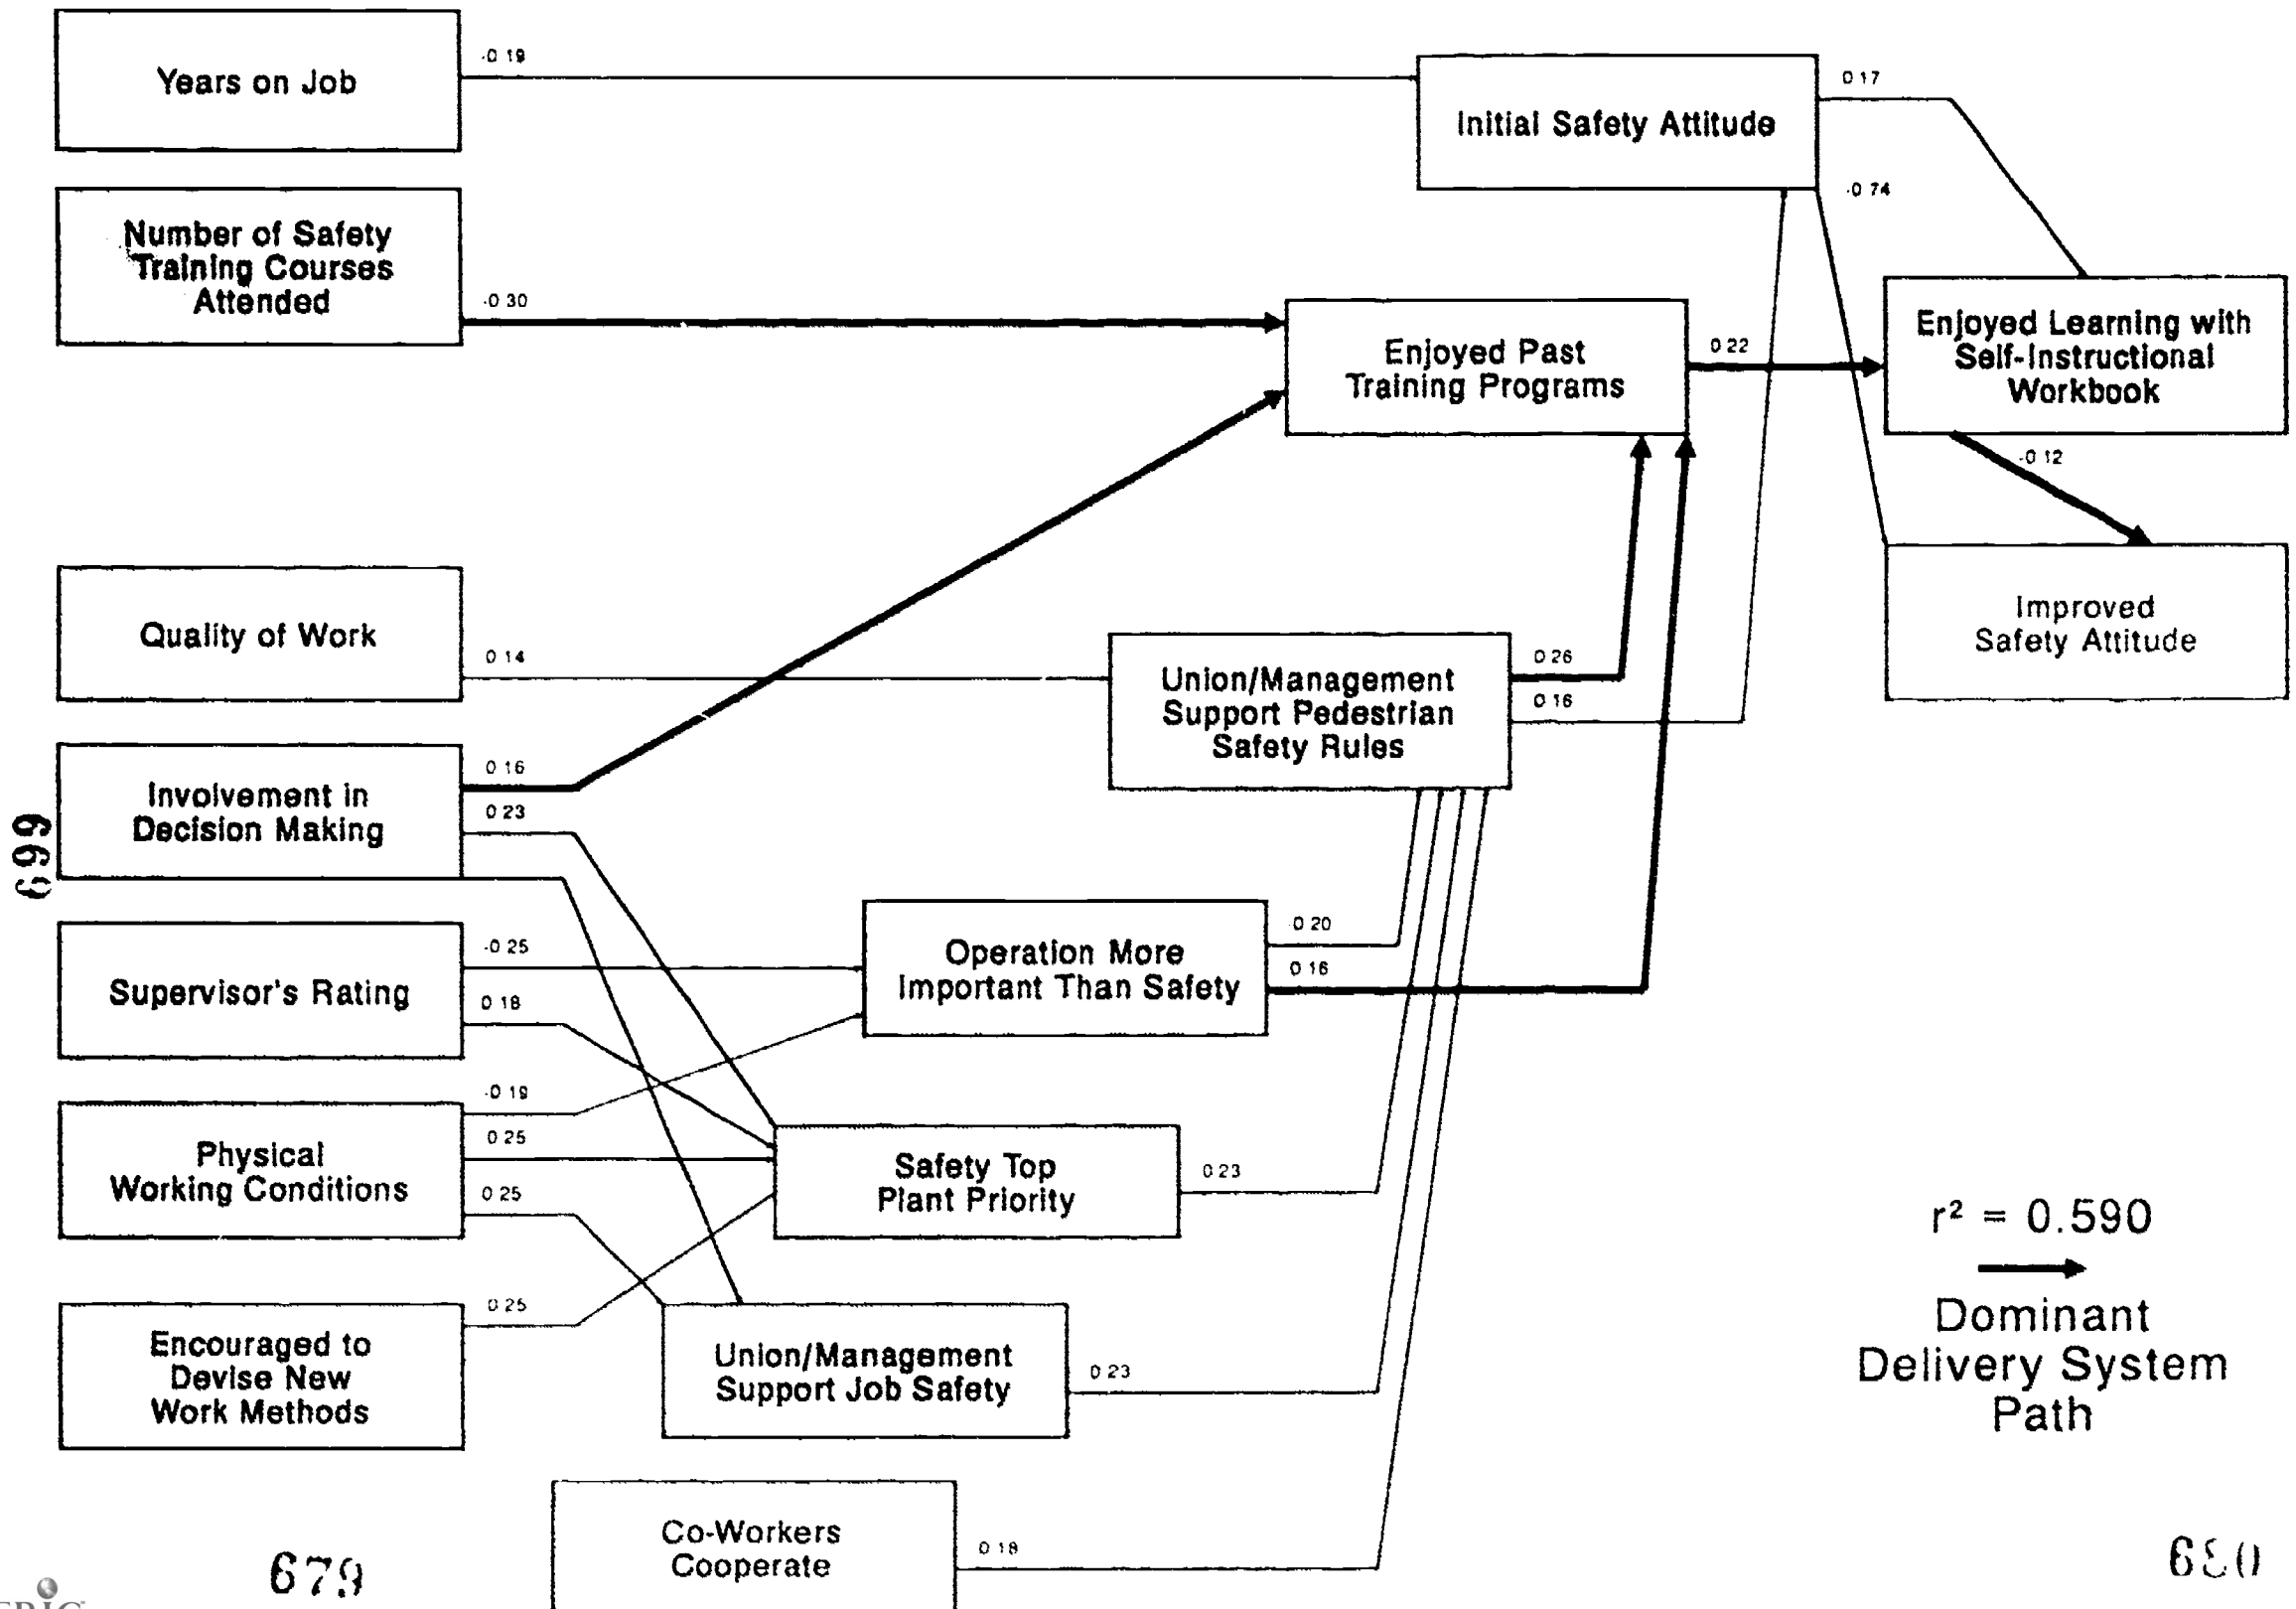 Years on Job
-0 19
Initial Safety Attitude
0 17
-0 74
Number of Safety
Training Courses
Attended
-0 30
Enjoyed Past
Training Programs
0 22
Enjoyed Learning with
Self-Instructional
Workbook
-0 12
Improved
Safety Attitude
Quality of Work
0 14
Union/Management
Support Pedestrian
Safety Rules
0 26
0 16
Involvement in
Decision Making
0 16
0 23
699
Supervisor's Rating
-0 25
0 18
Operation More
Important Than Safety
-0 20
0 16
Physical
Working Conditions
-0 19
0 25
0 25
Safety Top
Plant Priority
0 23
Encouraged to
Devise New
Work Methods
0 25
Union/Management
Support Job Safety
0 23
Co-Workers
Cooperate
0 18
r² = 0.590
Dominant
Delivery System
Path
679